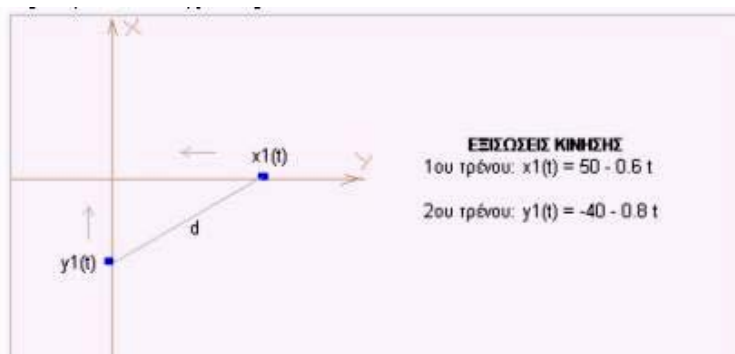 X
x1(t)
Y
d
y1(t)
ΕΞΙΣΩΣΕΙΣ ΚΙΝΗΣΗΣ
1ου τρένου: x1(t) = 50 - 0.6 t
2ου τρένου: y1(t) = -40 - 0.8 t